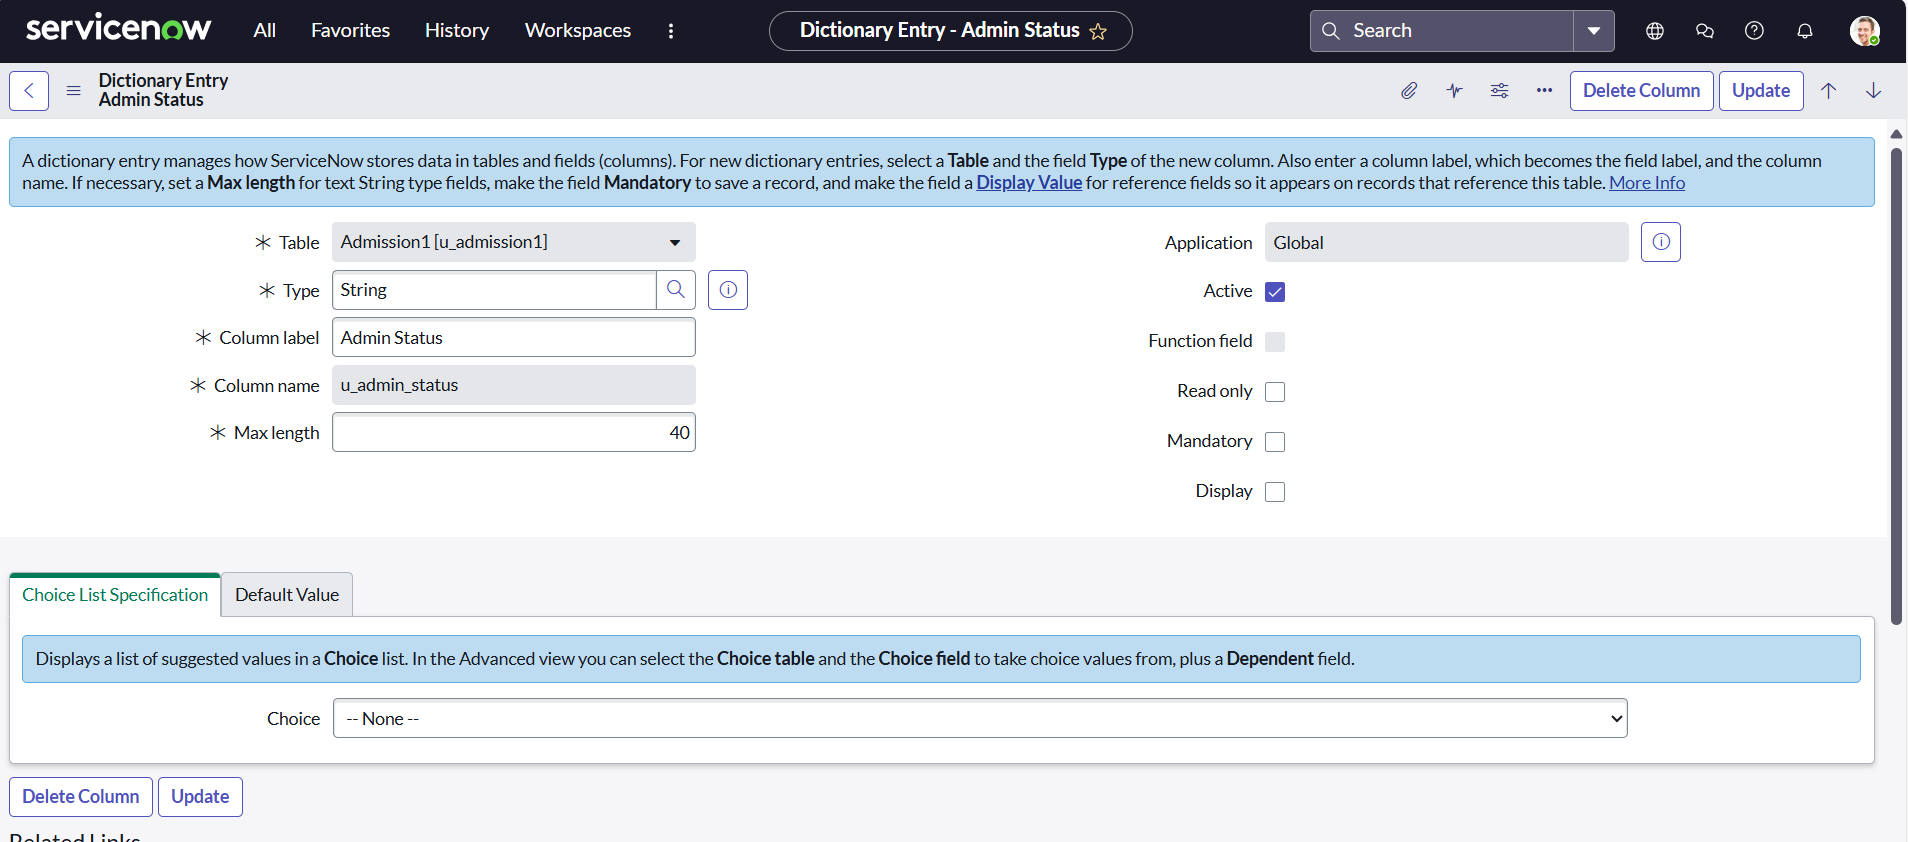 servicenow All Favorites History Workspaces Dictionary Entry - Admin Status Search
Dictionary Entry
Admin Status
Delete Column Update
A dictionary entry manages how ServiceNow stores data in tables and fields (columns). For new dictionary entries, select a Table and the field Type of the new column. Also enter a column label, which becomes the field label, and the column
name. If necessary, set a Max length for text String type fields, make the field Mandatory to save a record, and make the field a Display Value for reference fields so it appears on records that reference this table. More Info
Table Admission1 [u_admission1]
Type String
Column label Admin Status
Column name u_admin_status
Max length 40
Application Global
Active
Function field
Read only
Mandatory
Display
Choice List Specification Default Value
Displays a list of suggested values in a Choice list. In the Advanced view you can select the Choice table and the Choice field to take choice values from, plus a Dependent field.
Choice -- None --
Delete Column Update
Related Links